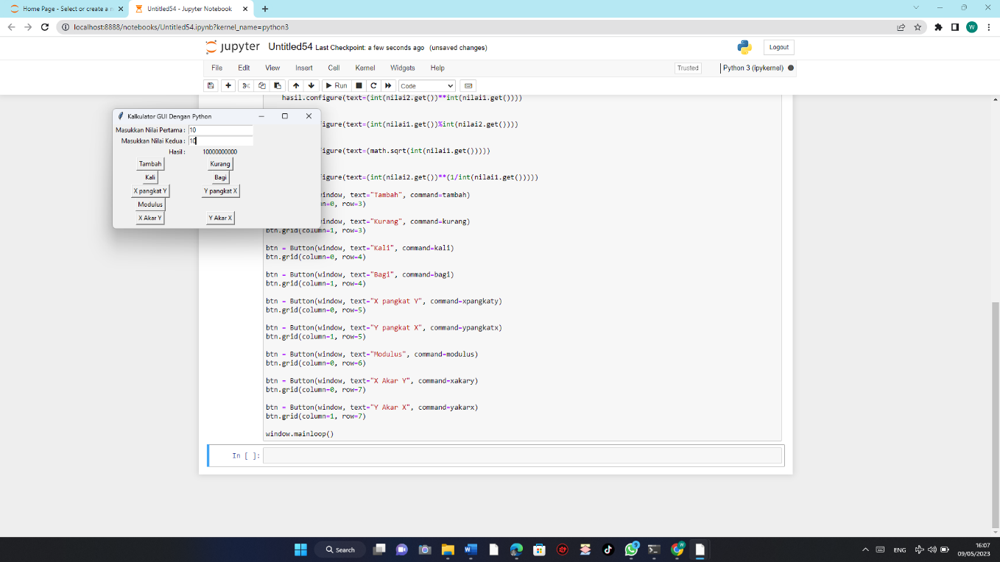 Home Page - Select or create a n
Untitled54 - Jupyter Notebook
localhost:8888/notebooks/Untitled54.ipynb?kernel_name=python3
W
jupyter Untitled54 Last Checkpoint: a few seconds ago (unsaved changes)
Logout
File Edit View Insert Cell Kernel Widgets Help
Trusted
Python 3 (ipykernel)
Run
Code
hasil.configure(text=(int(nilai2.get())**int(nilai1.get())))
Kalkulator GUI Dengan Python
Masukkan Nilai Pertama : 10
Masukkan Nilai Kedua : 10
Hasil : 10000000000
Tambah Kurang
Kali Bagi
X pangkat Y Y pangkat X
Modulus
X Akar Y Y Akar X
igure(text=(int(nilai1.get())%int(nilai2.get())))
igure(text=(math.sqrt(int(nilai1.get()))))
igure(text=(int(nilai2.get())**(1/int(nilai1.get()))))
indow, text="Tambah", command=tambah)
n=0, row=3)
indow, text="Kurang", command=kurang)
btn.grid(column=1, row=3)
btn = Button(window, text="Kali", command=kali)
btn.grid(column=0, row=4)
btn = Button(window, text="Bagi", command=bagi)
btn.grid(column=1, row=4)
btn = Button(window, text="X pangkat Y", command=xpangkaty)
btn.grid(column=0, row=5)
btn = Button(window, text="Y pangkat X", command=ypangkatx)
btn.grid(column=1, row=5)
btn = Button(window, text="Modulus", command=modulus)
btn.grid(column=0, row=6)
btn = Button(window, text="X Akar Y", command=xakary)
btn.grid(column=0, row=7)
btn = Button(window, text="Y Akar X", command=yakarx)
btn.grid(column=1, row=7)
window.mainloop()
In [ ]:
Search
9
W
ENG
16:07
09/05/2023